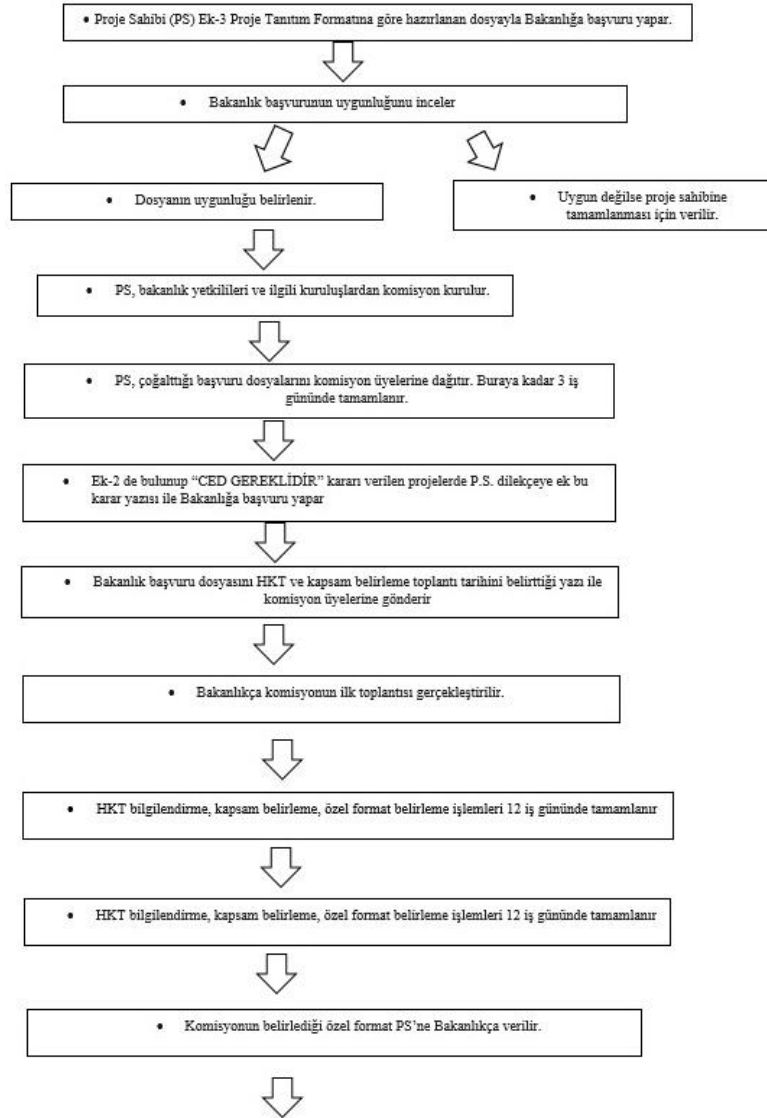 • Proje Sahibi (PS) Ek-3 Proje Tanıtım Formatına göre hazırlanan dosyayla Bakanlığa başvuru yapar.
• Bakanlık başvurunun uygunluğunu inceler
• Dosyanın uygunluğu belirlenir.
• Uygun değilse proje sahibine
tamamlanması için verilir.
• PS, bakanlık yetkilileri ve ilgili kuruluşlardan komisyon kurulur.
• PS, çoğalttığı başvuru dosyalarını komisyon üyelerine dağıtır. Buraya kadar 3 iş
gününde tamamlanır.
• Ek-2 de bulunup “CED GEREKLİDİR” kararı verilen projelerde P.S. dilekçeye ek bu
karar yazısı ile Bakanlığa başvuru yapar
• Bakanlık başvuru dosyasını HKT ve kapsam belirleme toplantı tarihini belirttiği yazı ile
komisyon üyelerine gönderir
• Bakanlıkça komisyonun ilk toplantısı gerçekleştirilir.
• HKT bilgilendirme, kapsam belirleme, özel format belirleme işlemleri 12 iş gününde tamamlanır
• HKT bilgilendirme, kapsam belirleme, özel format belirleme işlemleri 12 iş gününde tamamlanır
• Komisyonun belirlediği özel format PS’ne Bakanlıkça verilir.